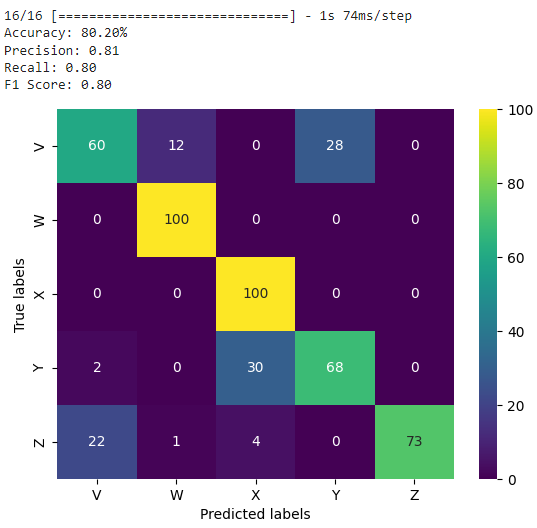 16/16 [==============================] - 1s 74ms/step
Accuracy: 80.20%
Precision: 0.81
Recall: 0.80
F1 Score: 0.80
V 60 12 0 28 0
W 0 100 0 0 0
X 0 0 100 0 0
Y 2 0 30 68 0
Z 22 1 4 0 73
V W X Y Z
True labels
Predicted labels
100
80
60
40
20
0